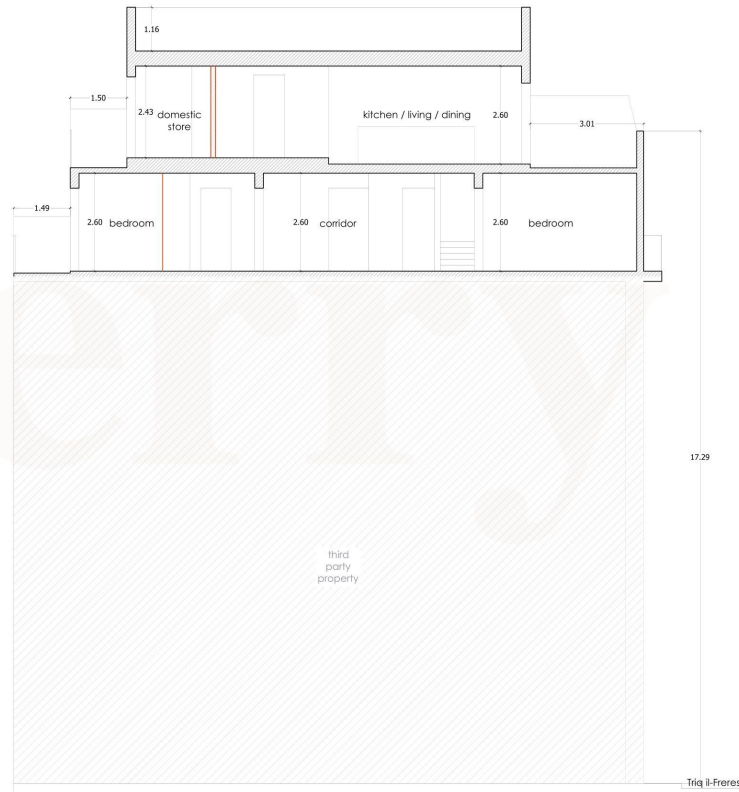 1.16
1.50
2.43
domestic
store
kitchen / living / dining
2.60
3.01
1.49
2.60
bedroom
2.60
corridor
2.60
bedroom
erry
17.29
third
party
property
Triq il-Freres